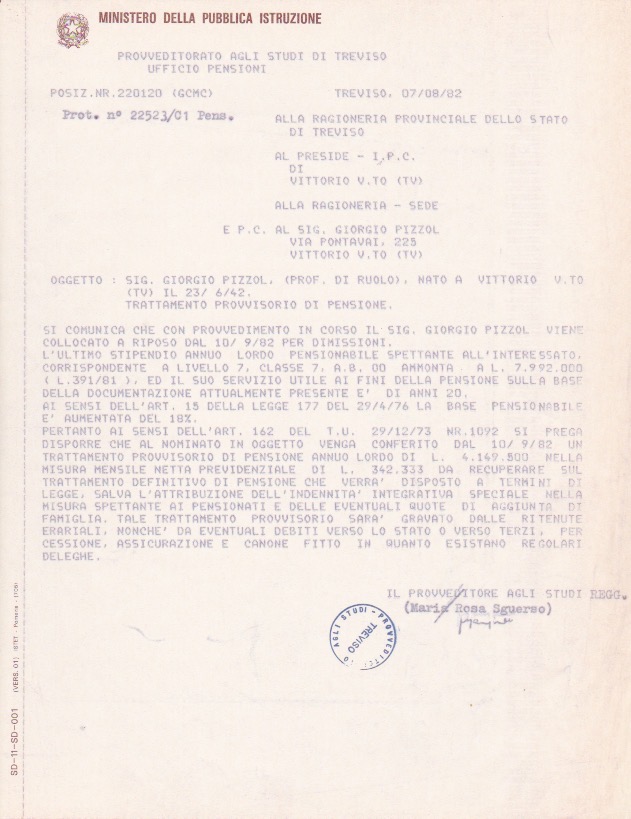 MINISTERO DELLA PUBBLICA ISTRUZIONE
PROVVEDITORATO AGLI STUDI DI TREVISO
UFFICIO PENSIONI
POSIZ.NR.220120 (GCMC) TREVISO, 07/08/82
Prot. n° 22523/C1 Pens.
ALLA RAGIONERIA PROVINCIALE DELLO STATO
DI TREVISO
AL PRESIDE - I.P.C.
DI
VITTORIO V.TO (TV)
ALLA RAGIONERIA - SEDE
E P.C. AL SIG. GIORGIO PIZZOL
VIA PONTAVAI, 225
VITTORIO V.TO (TV)
OGGETTO : SIG. GIORGIO PIZZOL, (PROF. DI RUOLO), NATO A VITTORIO V.TO
(TV) IL 23/ 6/42.
TRATTAMENTO PROVVISORIO DI PENSIONE.
SI COMUNICA CHE CON PROVVEDIMENTO IN CORSO IL SIG. GIORGIO PIZZOL VIENE
COLLOCATO A RIPOSO DAL 10/ 9/82 PER DIMISSIONI.
L'ULTIMO STIPENDIO ANNUO LORDO PENSIONABILE SPETTANTE ALL'INTERESSATO,
CORRISPONDENTE A LIVELLO 7, CLASSE 7, A.B. 00 AMMONTA A L. 7.992.000
( L.391/81 ), ED IL SUO SERVIZIO UTILE AI FINI DELLA PENSIONE SULLA BASE
DELLA DOCUMENTAZIONE ATTUALMENTE PRESENTE E' DI ANNI 20.
AI SENSI DELL'ART. 15 DELLA LEGGE 177 DEL 29/4/76 LA BASE PENSIONABILE
E' AUMENTATA DEL 18%.
PERTANTO AI SENSI DELL'ART. 162 DEL T.U. 29/12/73 NR.1092 SI PREGA
DISPORRE CHE AL NOMINATO IN OGGETTO VENGA CONFERITO DAL 10/ 9/82 UN
TRATTAMENTO PROVVISORIO DI PENSIONE ANNUO LORDO DI L. 4.149.500 NELLA
MISURA MENSILE NETTA PREVIDENZIALE DI L. 342.333 DA RECUPERARE SUL
TRATTAMENTO DEFINITIVO DI PENSIONE CHE VERRA' DISPOSTO A TERMINI DI
LEGGE, SALVA L'ATTRIBUZIONE DELL'INDENNITA' INTEGRATIVA SPECIALE NELLA
MISURA SPETTANTE AI PENSIONATI E DELLE EVENTUALI QUOTE DI AGGIUNTA DI
FAMIGLIA. TALE TRATTAMENTO PROVVISORIO SARA' GRAVATO DALLE RITENUTE
ERARIALI, NONCHE' DA EVENTUALI DEBITI VERSO LO STATO O VERSO TERZI, PER
CESSIONE, ASSICURAZIONE E CANONE FITTO IN QUANTO ESISTANO REGOLARI
DELEGHE.
IL PROVVEDITORE AGLI STUDI REGG.
(Maria Rosa Sguerso)
AGLI STUDI - PROVVEDIT
TREVISO
SD-11-SD-001 (VERS. 01)